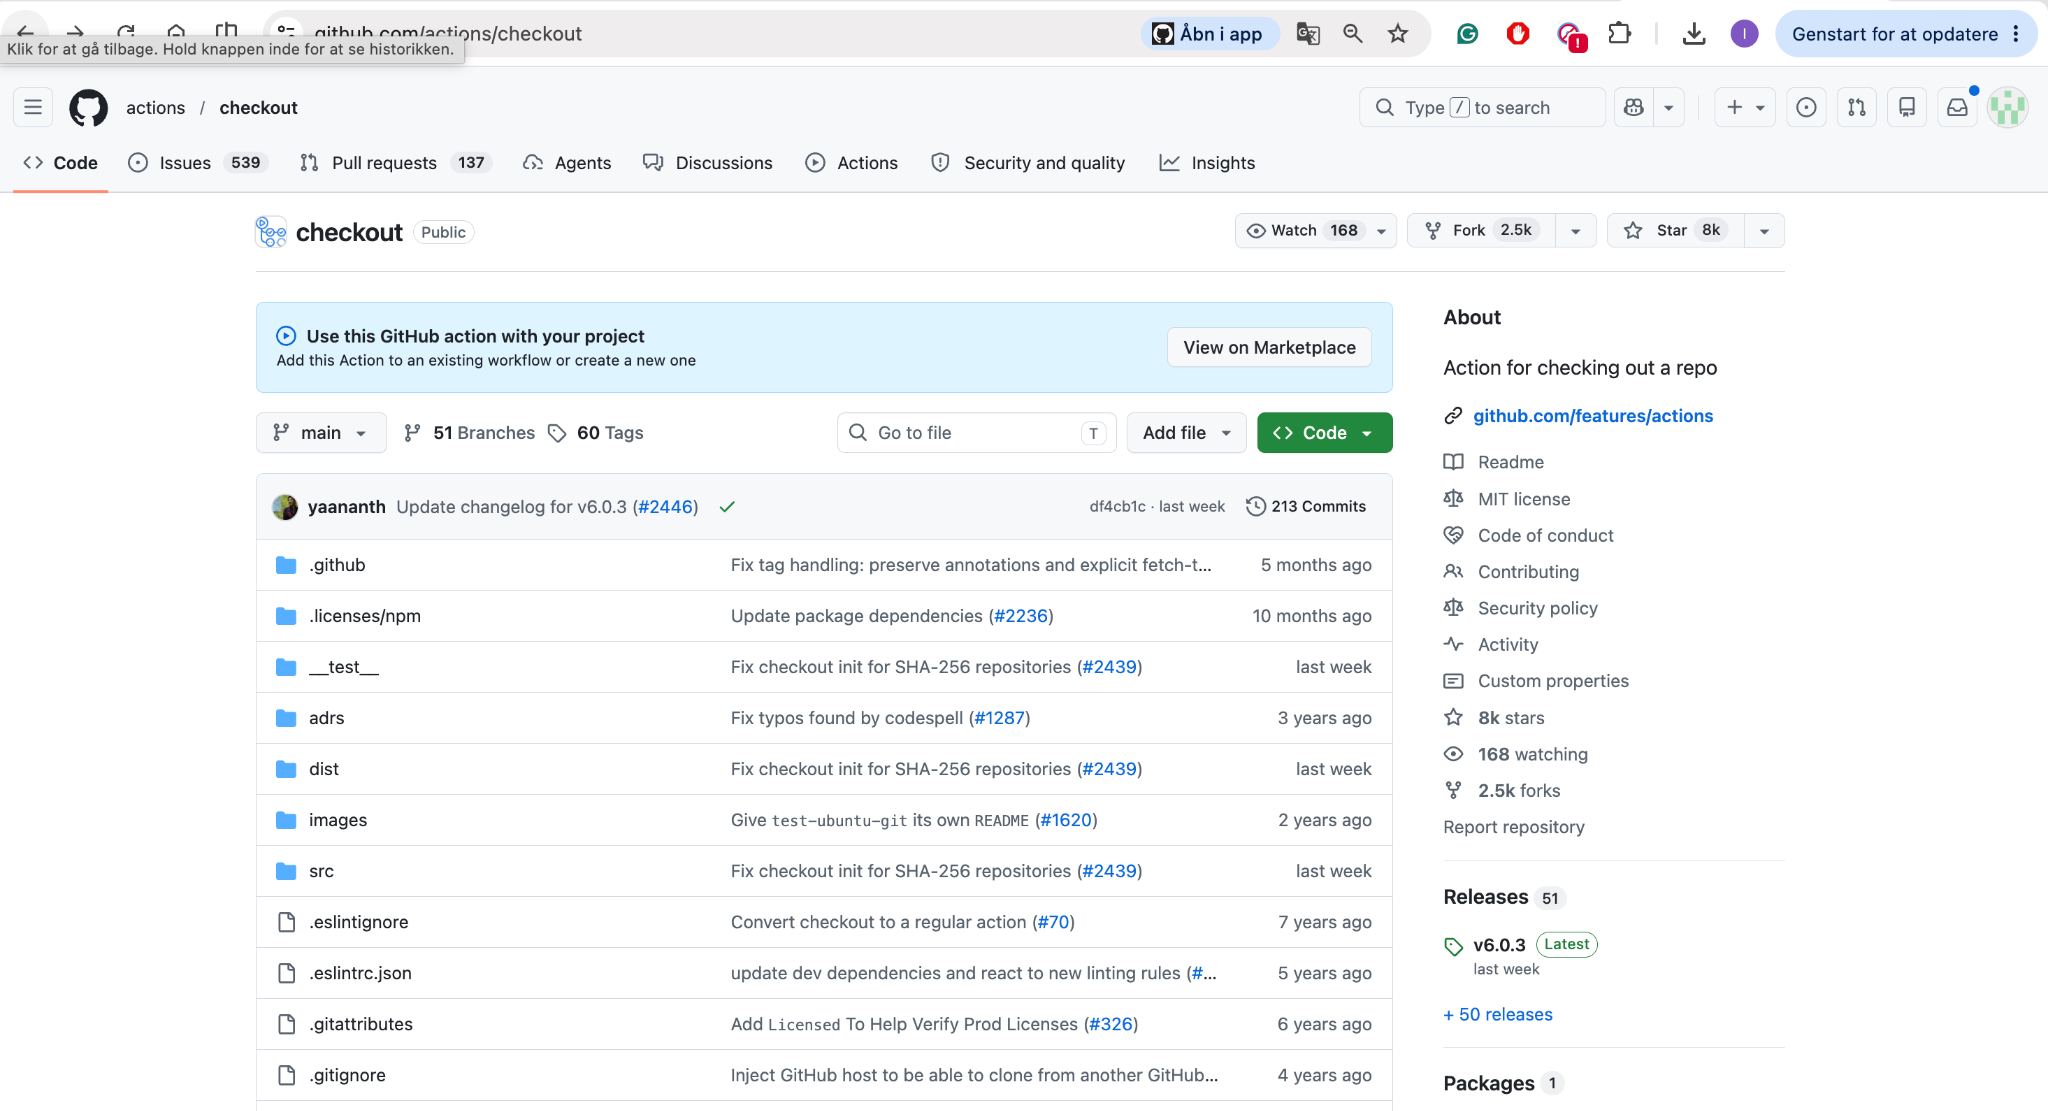 github.com/actions/checkout
Åbn i app
Genstart for at opdatere
Klik for at gå tilbage. Hold knappen inde for at se historikken.
actions / checkout
Type / to search
Code
Issues 539
Pull requests 137
Agents
Discussions
Actions
Security and quality
Insights
checkout Public
Watch 168
Fork 2.5k
Star 8k
Use this GitHub action with your project
Add this Action to an existing workflow or create a new one
View on Marketplace
main
51 Branches
60 Tags
Go to file T
Add file
Code
yaananth Update changelog for v6.0.3 (#2446)
df4cb1c · last week
213 Commits
.github Fix tag handling: preserve annotations and explicit fetch-t... 5 months ago
.licenses/npm Update package dependencies (#2236) 10 months ago
__test__ Fix checkout init for SHA-256 repositories (#2439) last week
adrs Fix typos found by codespell (#1287) 3 years ago
dist Fix checkout init for SHA-256 repositories (#2439) last week
images Give test-ubuntu-git its own README (#1620) 2 years ago
src Fix checkout init for SHA-256 repositories (#2439) last week
.eslintignore Convert checkout to a regular action (#70) 7 years ago
.eslintrc.json update dev dependencies and react to new linting rules (#... 5 years ago
.gitattributes Add Licensed To Help Verify Prod Licenses (#326) 6 years ago
.gitignore Inject GitHub host to be able to clone from another GitHub... 4 years ago
About
Action for checking out a repo
github.com/features/actions
Readme
MIT license
Code of conduct
Contributing
Security policy
Activity
Custom properties
8k stars
168 watching
2.5k forks
Report repository
Releases 51
v6.0.3 Latest
last week
+ 50 releases
Packages 1